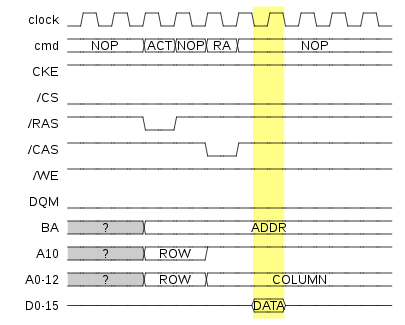 clock
cmd NOP ACT NOP RA NOP
CKE
/CS
/RAS
/CAS
/WE
DQM
BA ? ADDR
A10 ? ROW
A0-12 ? ROW COLUMN
D0-15 DATA